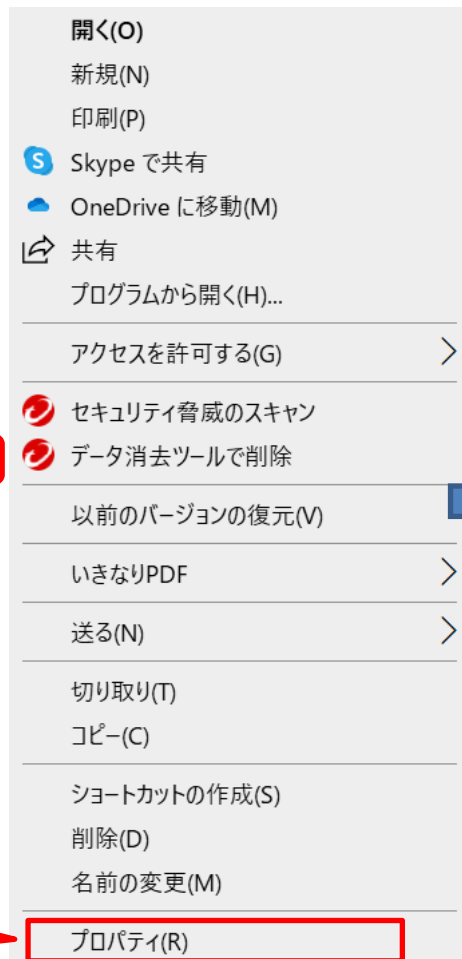 開く(O)
新規(N)
印刷(P)
S Skype で共有
OneDrive に移動(M)
共有
プログラムから開く(H)...
アクセスを許可する(G)
セキュリティ脅威のスキャン
データ消去ツールで削除
以前のバージョンの復元(V)
いきなりPDF
送る(N)
切り取り(T)
コピー(C)
ショートカットの作成(S)
削除(D)
名前の変更(M)
プロパティ(R)